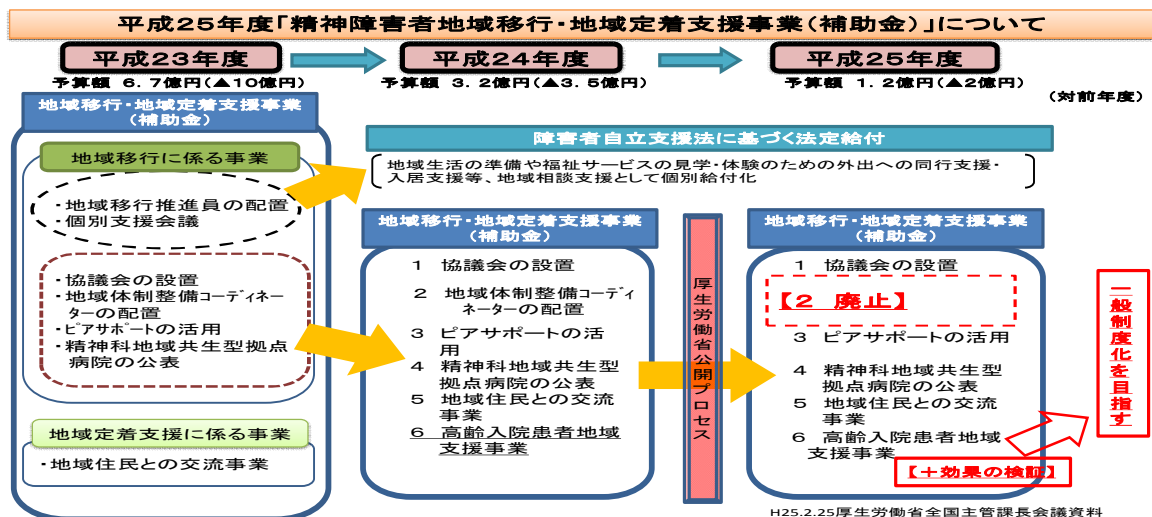 平成25年度「精神障害者地域移行・地域定着支援事業(補助金)」について
平成23年度
予算額 6.7億円(▲10億円)
平成24年度
予算額 3.2億円(▲3.5億円)
平成25年度
予算額 1.2億円(▲2億円)
(対前年度)
地域移行・地域定着支援事業
(補助金)
地域移行に係る事業
・地域移行推進員の配置
・個別支援会議
・協議会の設置
・地域体制整備コーディネー
ターの配置
・ピアサポートの活用
・精神科地域共生型拠点
病院の公表
地域定着支援に係る事業
・地域住民との交流事業
障害者自立支援法に基づく法定給付
地域生活の準備や福祉サービスの見学・体験のための外出への同行支援・
入居支援等、地域相談支援として個別給付化
地域移行・地域定着支援事業
(補助金)
1 協議会の設置
2 地域体制整備コーディ
ネーターの配置
3 ピアサポートの活
用
4 精神科地域共生型
拠点病院の公表
5 地域住民との交流
事業
6 高齢入院患者地域
支援事業
厚生労働省公開プロセス
地域移行・地域定着支援事業
(補助金)
1 協議会の設置
【2 廃止】
3 ピアサポートの活用
4 精神科地域共生型
拠点病院の公表
5 地域住民との交流
事業
6 高齢入院患者地域
支援事業
【+効果の検証】
一般制度化を目指す
H25.2.25厚生労働省全国主管課長会議資料